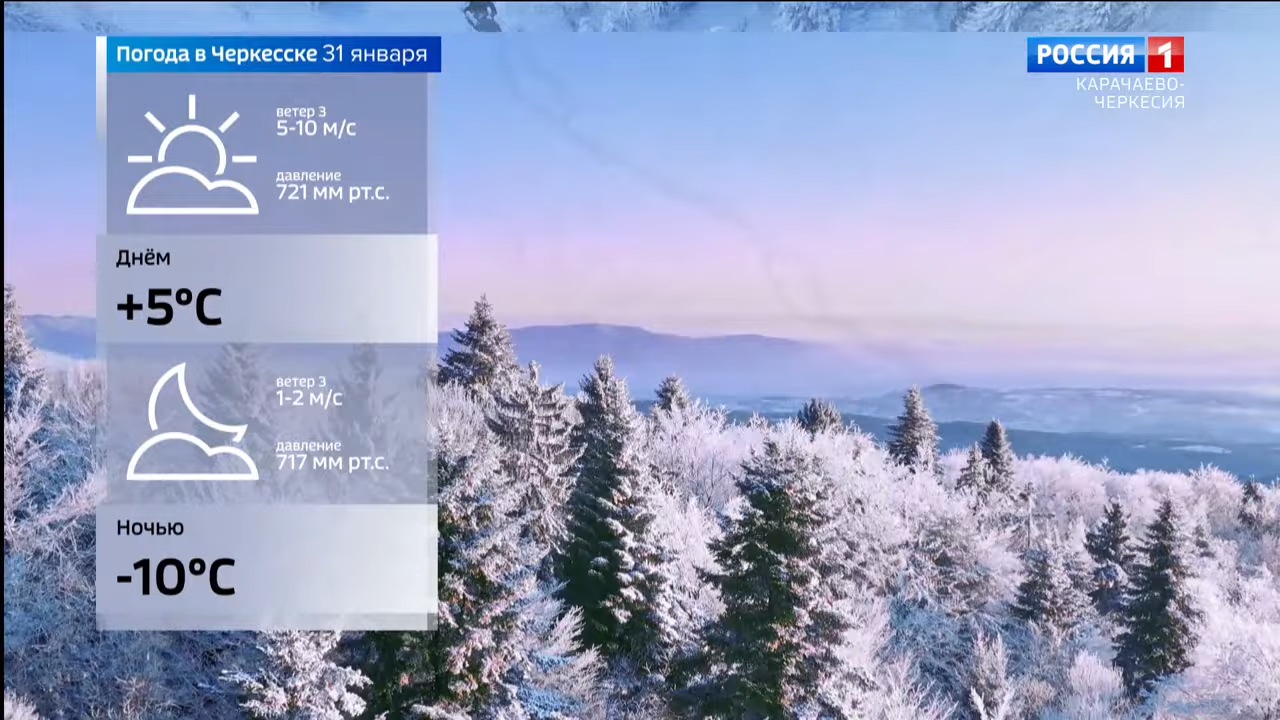 Погода в Черкесске 31 января
РОССИЯ 1
КАРАЧАЕВО-
ЧЕРКЕСИЯ
ветер З
5-10 м/с
давление
721 мм рт.с.
Днём
+5°C
ветер З
1-2 м/с
давление
717 мм рт.с.
Ночью
-10°C